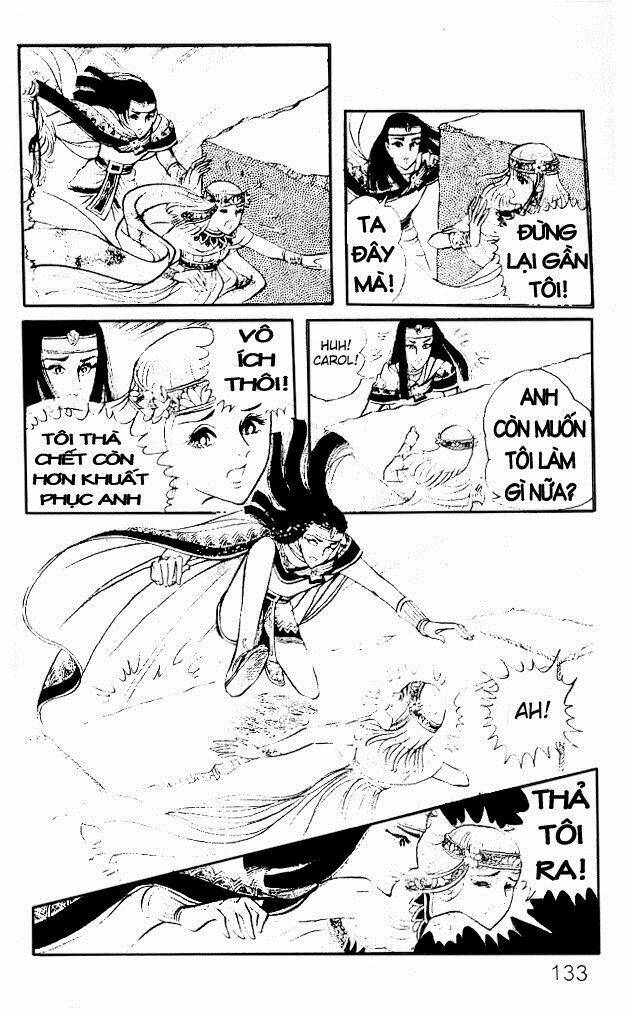 TA
ĐÂY
MÀ!
ĐỪNG
LẠI GẦN
TÔI!
VÔ
ÍCH
THÔI!
TÔI THÀ
CHẾT CÒN
HƠN KHUẤT
PHỤC ANH
HUH!
CAROL!
ANH
CÒN MUỐN
TÔI LÀM
GÌ NỮA?
AH!
THẢ
TÔI
RA!
133